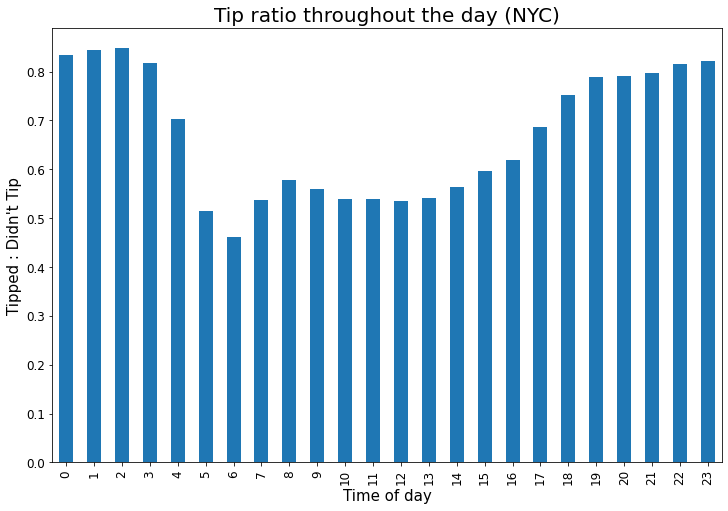 Tip ratio throughout the day (NYC)
Tipped : Didn't Tip
0.8
0.7
0.6
0.5
0.4
0.3
0.2
0.1
0.0
0 1 2 3 4 5 6 7 8 9 10 11 12 13 14 15 16 17 18 19 20 21 22 23
Time of day